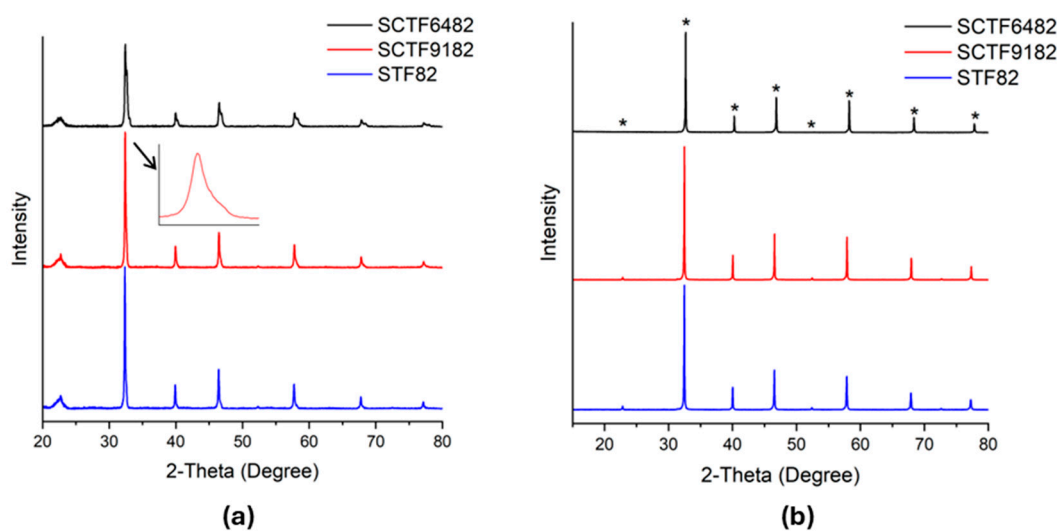 SCTF6482
SCTF9182
STF82
Intensity
20 30 40 50 60 70 80
2-Theta (Degree)
(a)
SCTF6482
SCTF9182
STF82
* * * * * * * *
Intensity
20 30 40 50 60 70 80
2-Theta (Degree)
(b)